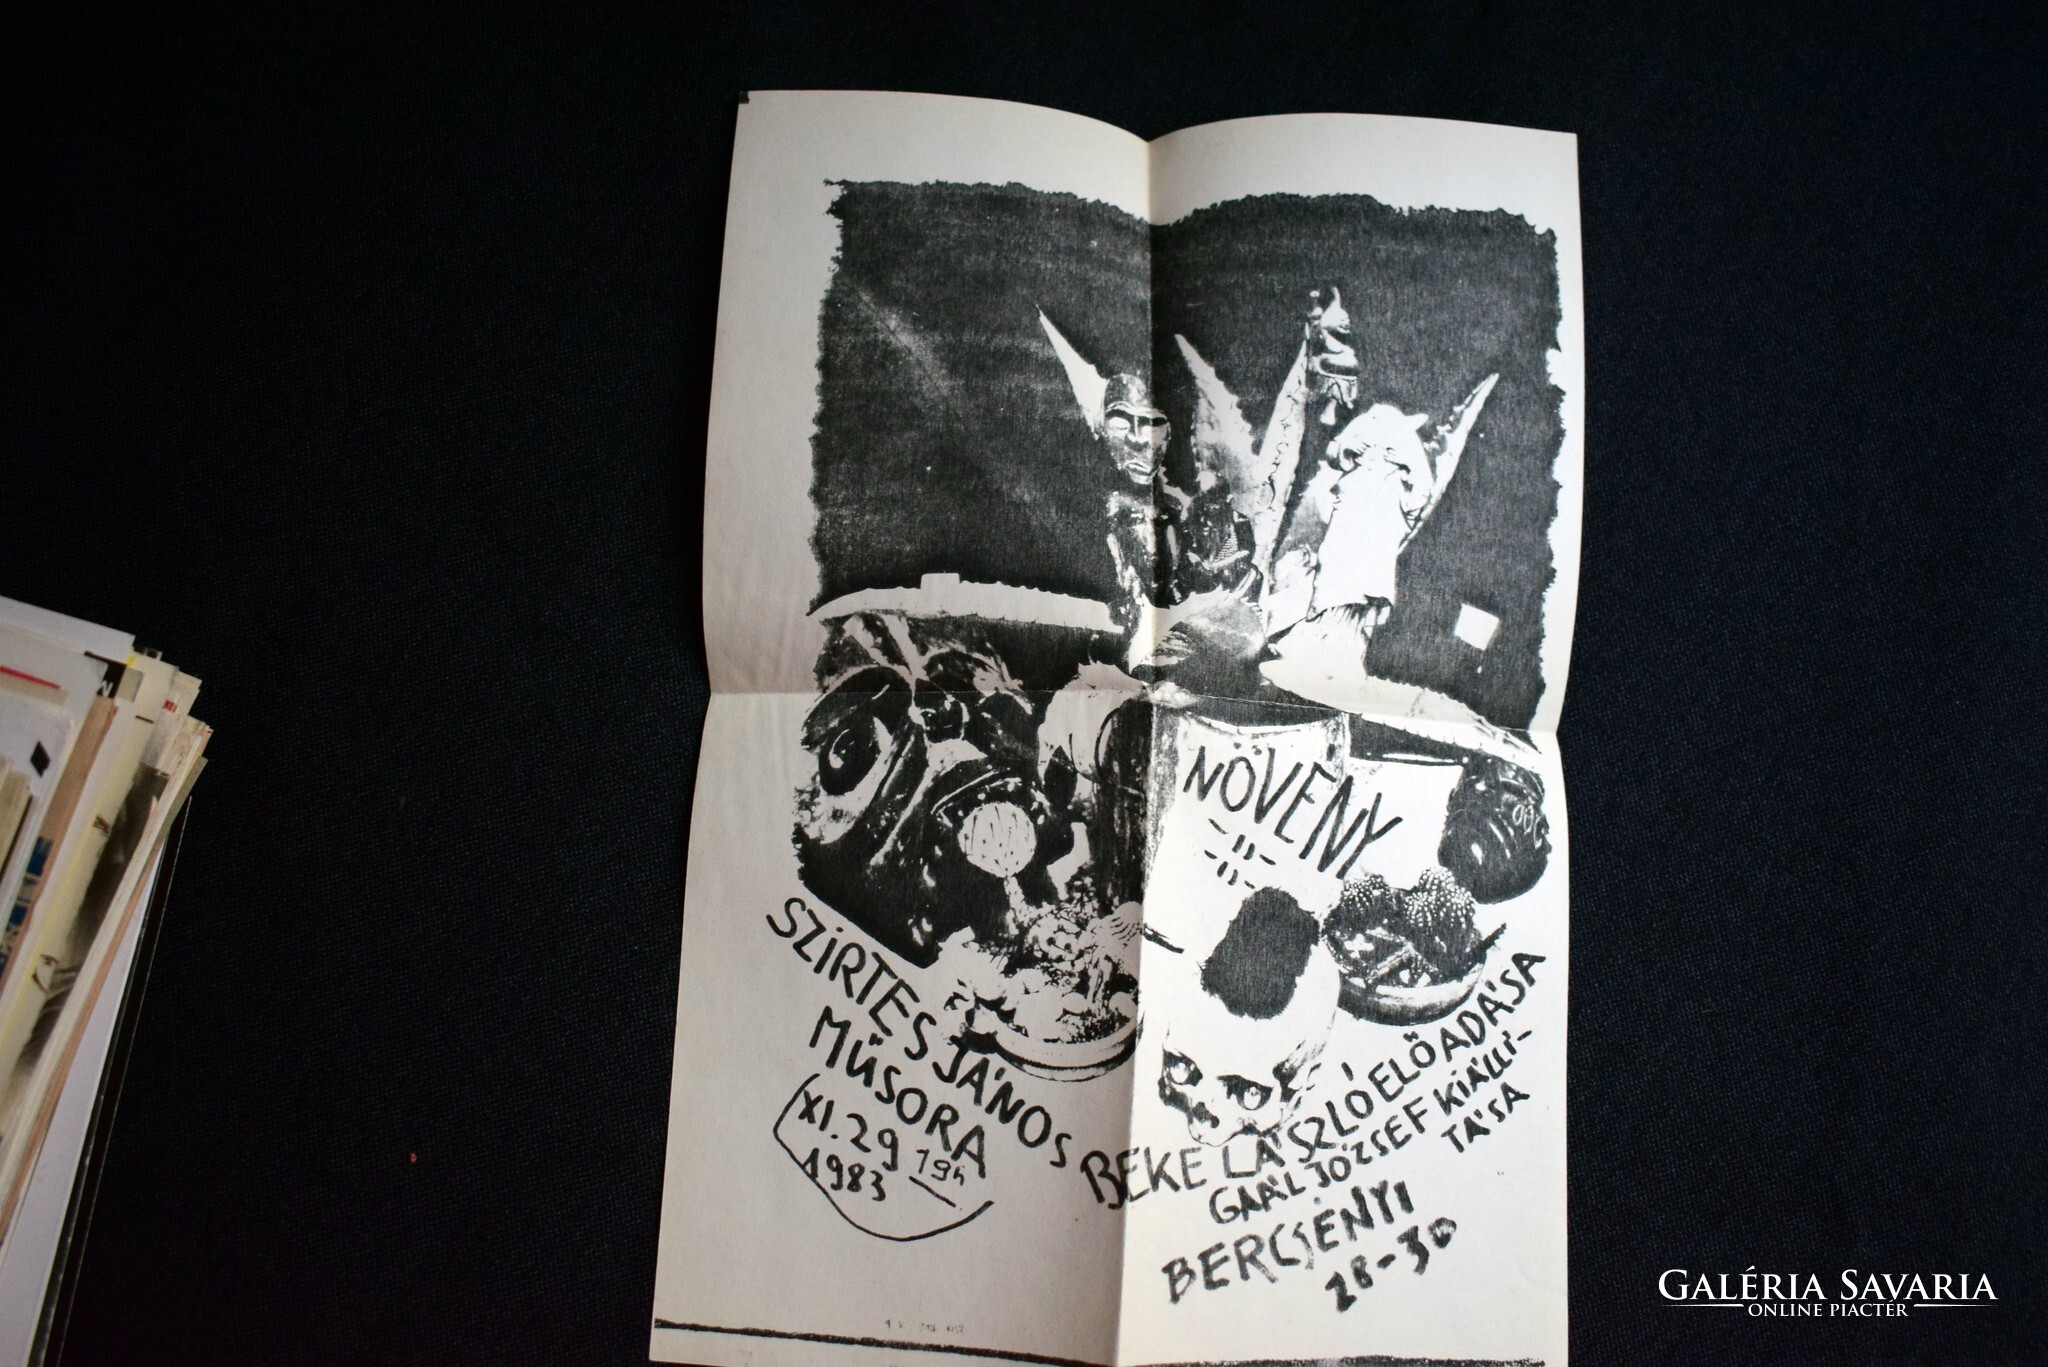 NÖVÉNY
SZIRTES JÁNOS
MŰSORA
XI. 29 19h
1983
BEKE LÁSZLÓ ELŐADÁSA
GAÁL JÓZSEF KIÁLLÍ-
TÁSA
BERCSÉNYI
28-30
GALÉRIA SAVARIA
ONLINE PIACTÉR